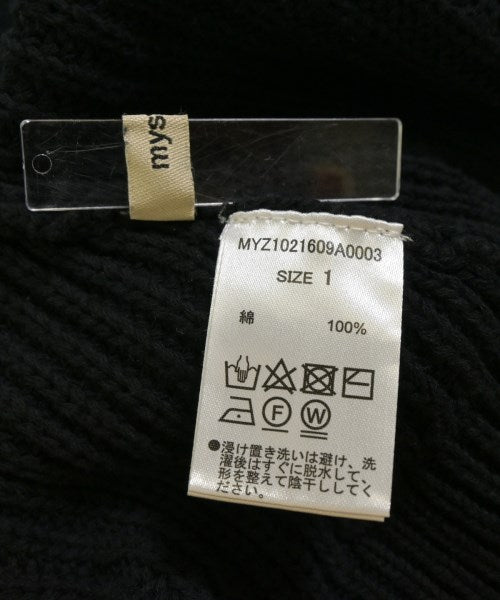 mys
MYZ1021609A0003
SIZE 1
綿 100%
F W
●浸け置き洗いは避け、洗
濯後はすぐに脱水して、
形を整えて陰干ししてく
ださい。